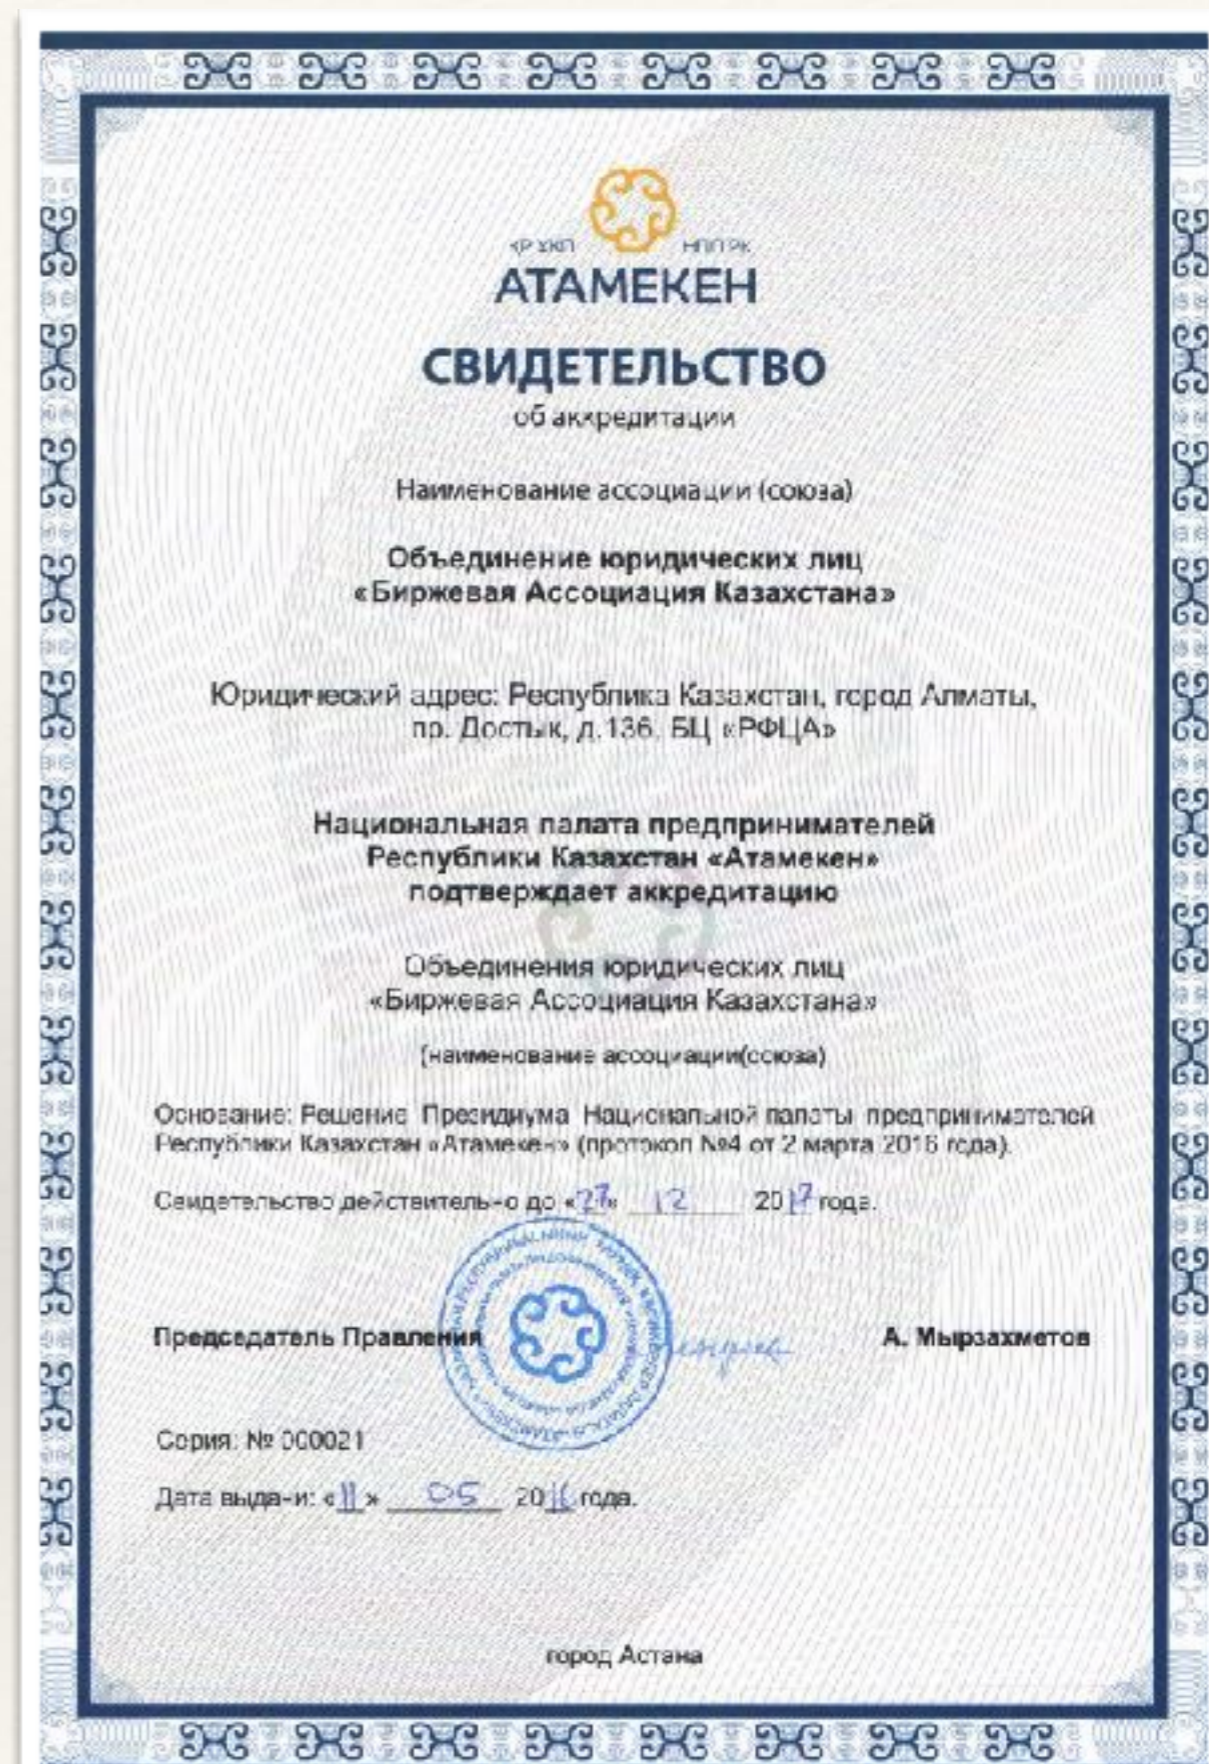 ҚР ҰКП НПП РК
АТАМЕКЕН
СВИДЕТЕЛЬСТВО
об аккредитации
Наименование ассоциации (союза)
Объединение юридических лиц
«Биржевая Ассоциация Казахстана»
Юридический адрес: Республика Казахстан, город Алматы,
пр. Достык, д.136, БЦ «РФЦА»
Национальная палата предпринимателей
Республики Казахстан «Атамекен»
подтверждает аккредитацию
Объединения юридических лиц
«Биржевая Ассоциация Казахстана»
(наименование ассоциации(союза)
Основание: Решение Президиума Национальной палаты предпринимателей
Республики Казахстан «Атамекен» (протокол №4 от 2 марта 2016 года).
Свидетельство действительно до «27« 12 2017 года.
Председатель Правления А. Мырзахметов
Серия: № 000021
Дата выдачи: «11» 05 2016 года.
город Астана